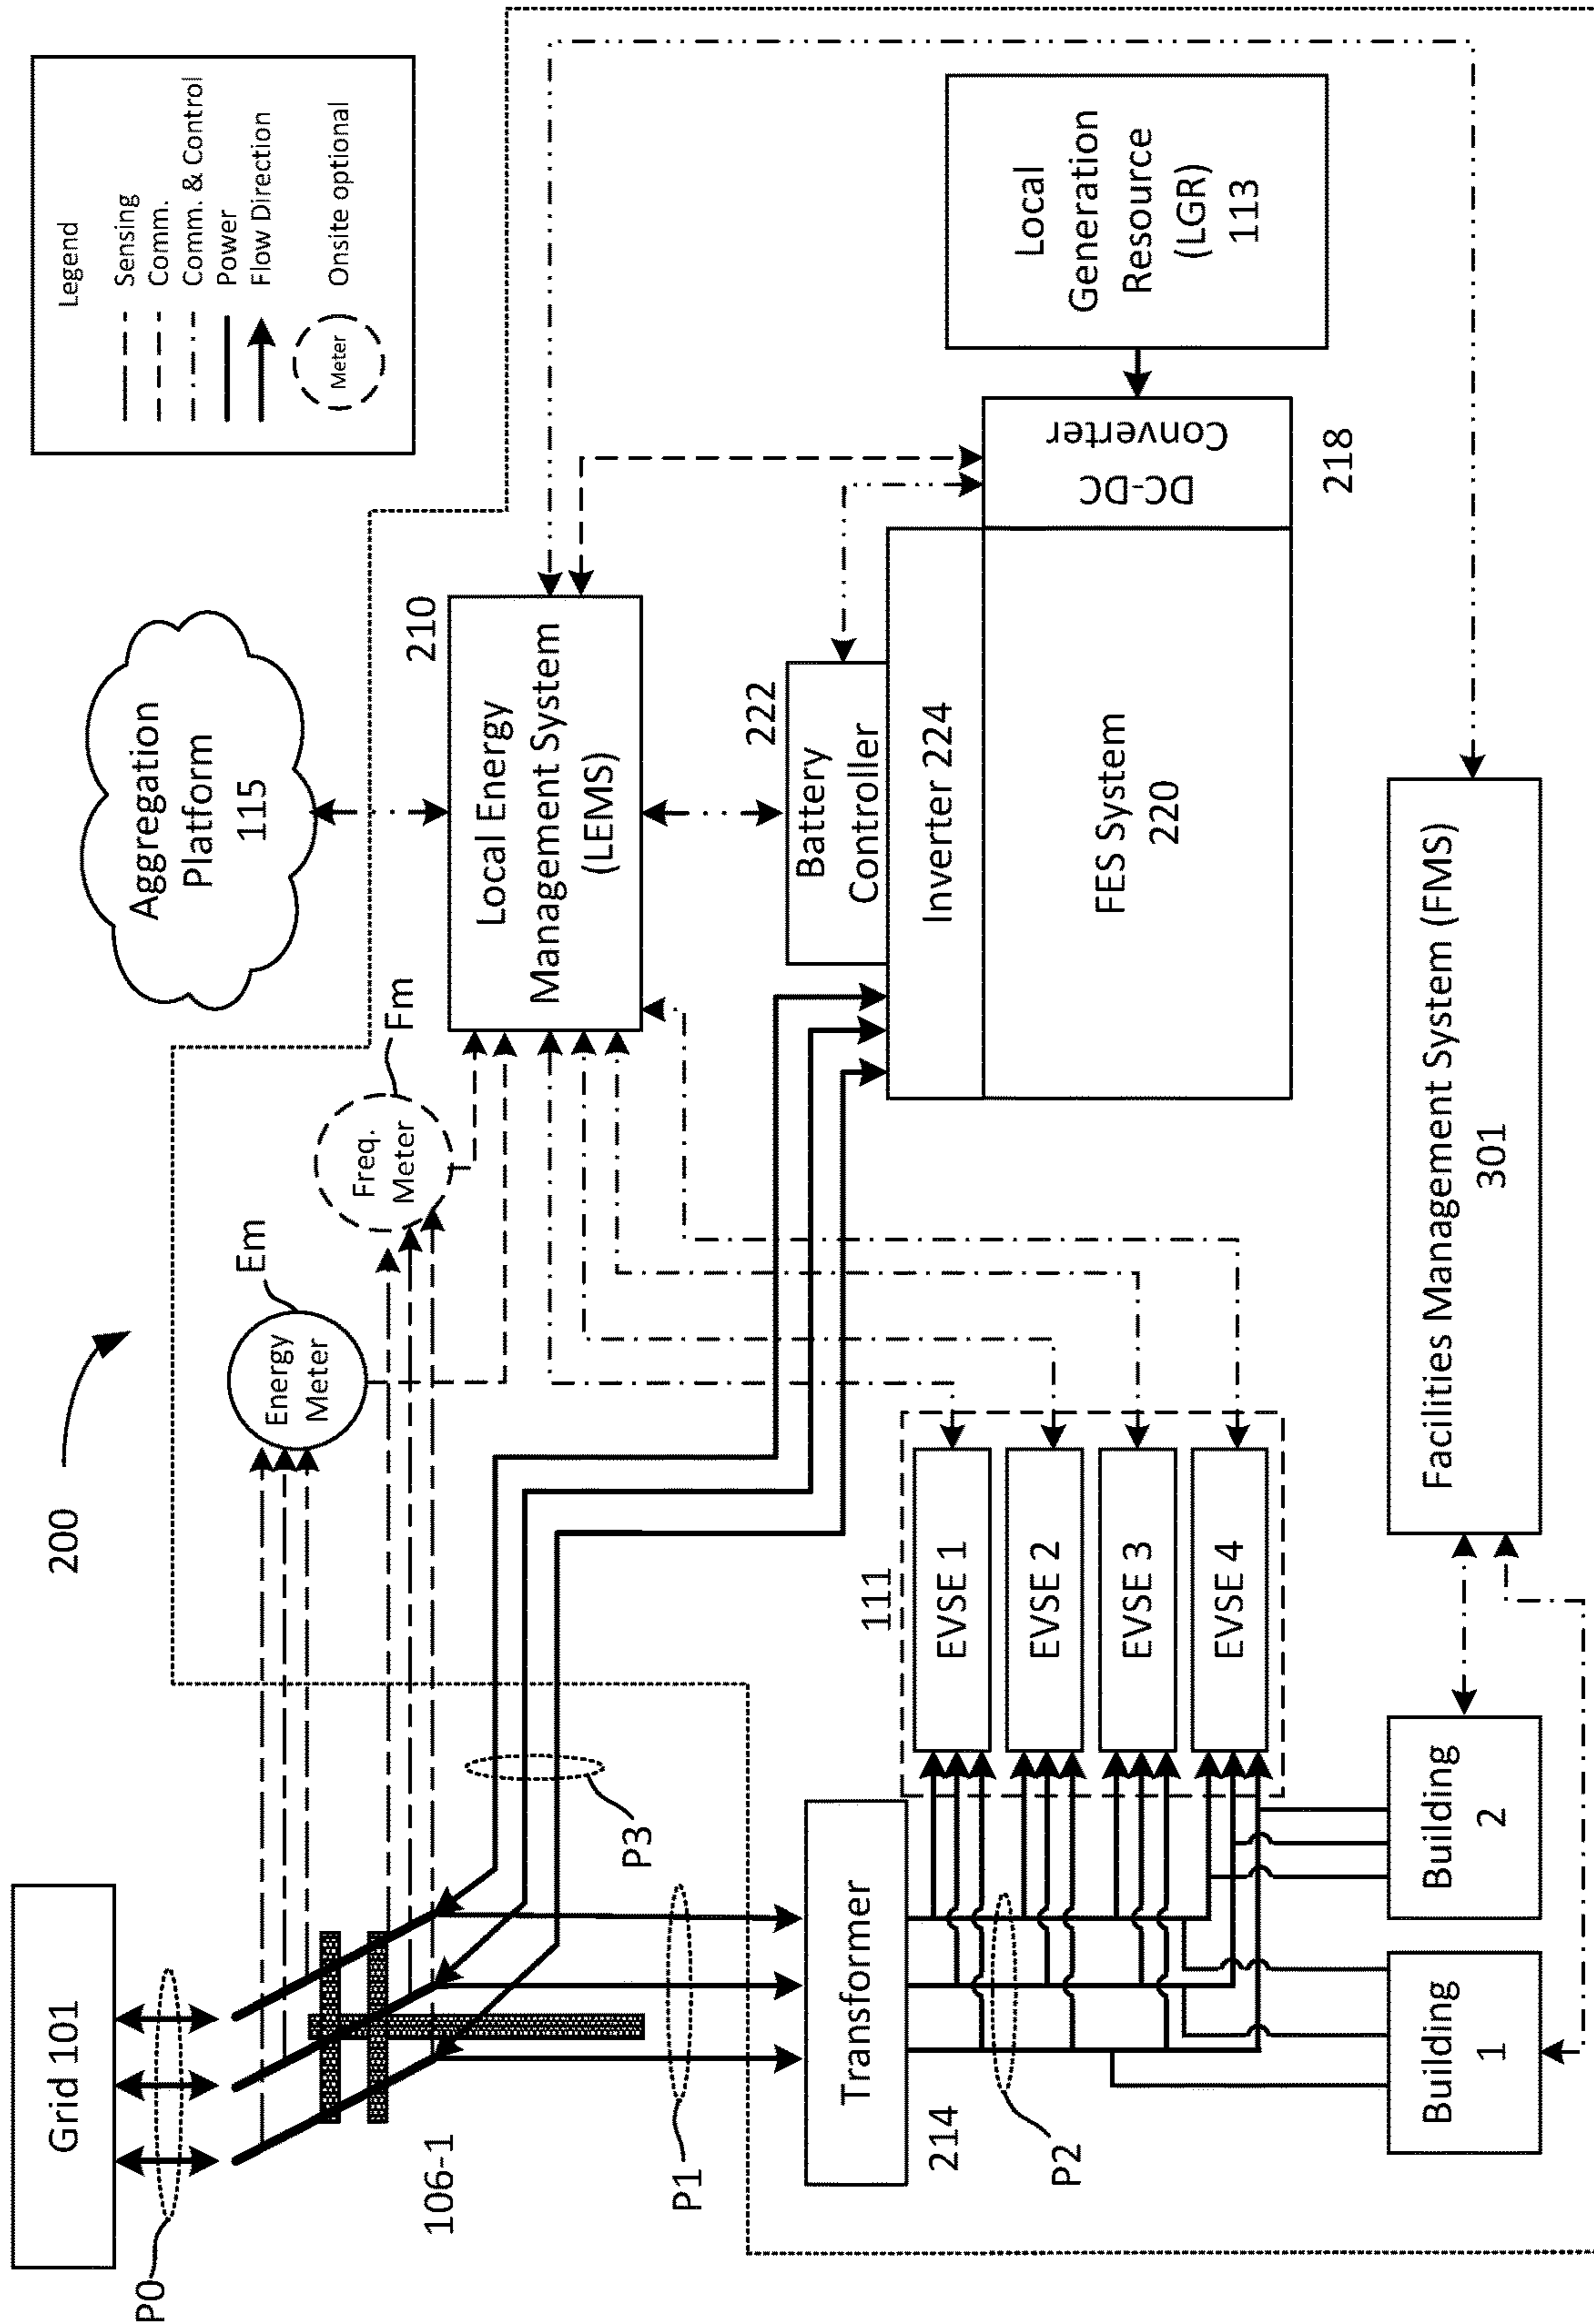 200
Legend
Sensing
Comm.
Comm. & Control
Power
Flow Direction
Meter
Onsite optional
Grid 101
P0
106-1
P1
P3
Energy
Meter
Em
Freq.
Meter
Fm
Aggregation
Platform
115
210
Local Energy
Management System
(LEMS)
222
Battery
Controller
Inverter 224
FES System
220
DC-DC
Converter
218
Local
Generation
Resource
(LGR)
113
Transformer
214
P2
111
EVSE 1
EVSE 2
EVSE 3
EVSE 4
Building
1
Building
2
Facilities Management System (FMS)
301